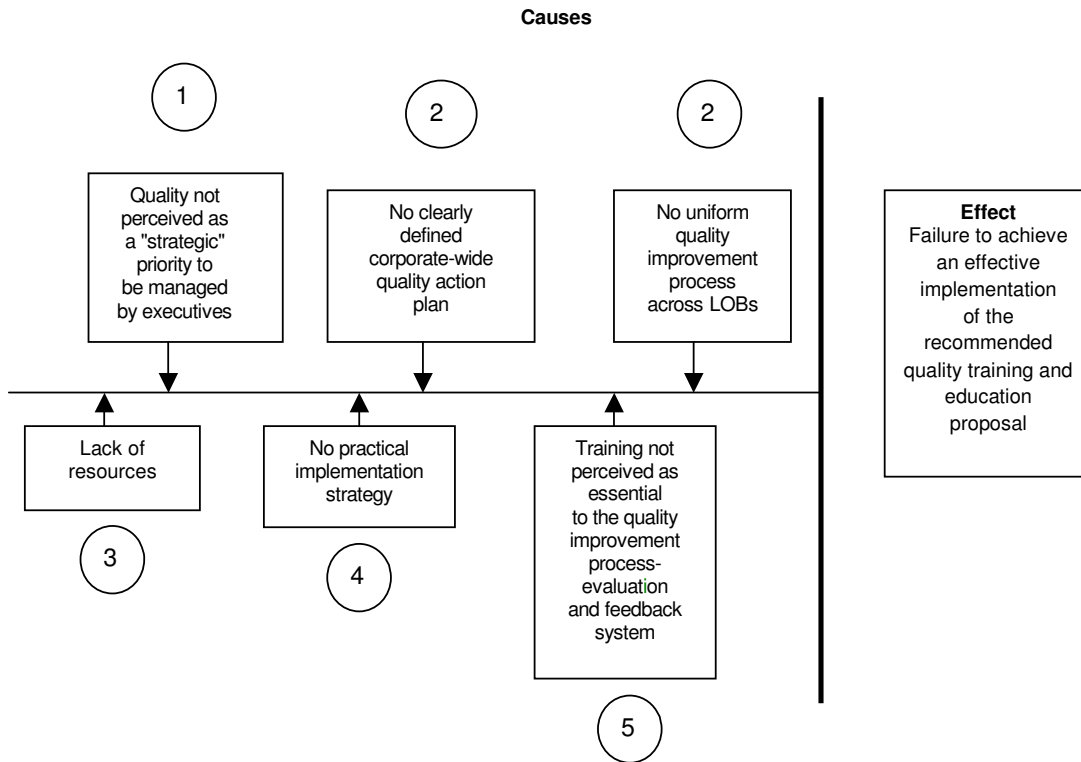 Causes
1
2
2
Quality not
perceived as
a "strategic"
priority to
be managed
by executives
No clearly
defined
corporate-wide
quality action
plan
No uniform
quality
improvement
process
across LOBs
Effect
Failure to achieve
an effective
implementation
of the
recommended
quality training and
education
proposal
Lack of
resources
No practical
implementation
strategy
Training not
perceived as
essential
to the quality
improvement
process-
evaluation
and feedback
system
3
4
5